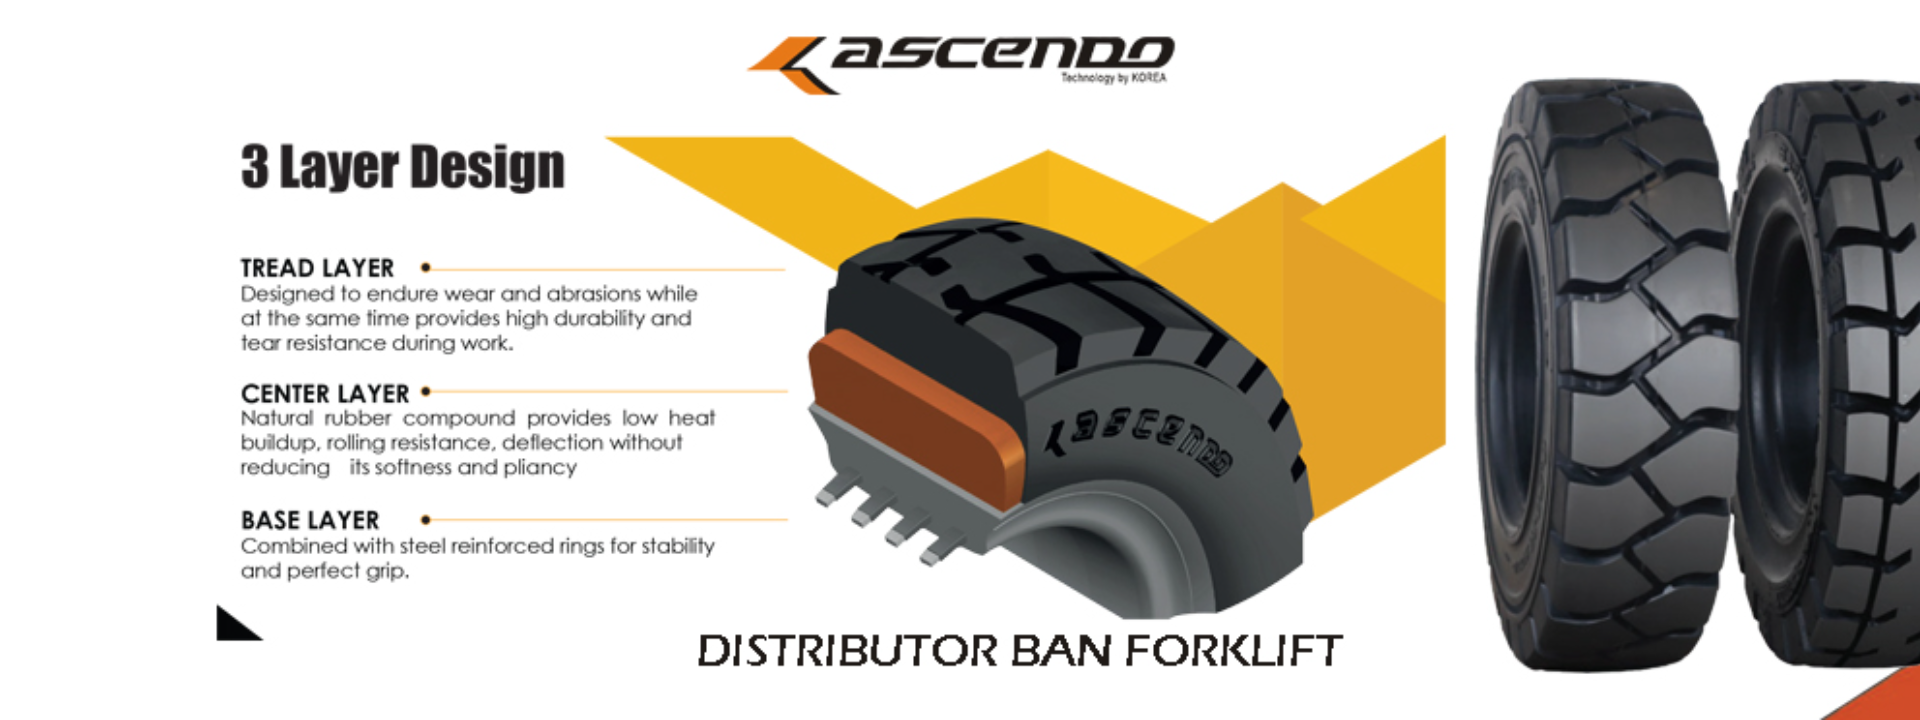 ascendo
Technology by KOREA
3 Layer Design
TREAD LAYER
Designed to endure wear and abrasions while
at the same time provides high durability and
tear resistance during work.
CENTER LAYER
Natural rubber compound provides low heat
buildup, rolling resistance, deflection without
reducing its softness and pliancy
BASE LAYER
Combined with steel reinforced rings for stability
and perfect grip.
ascendo
DISTRIBUTOR BAN FORKLIFT